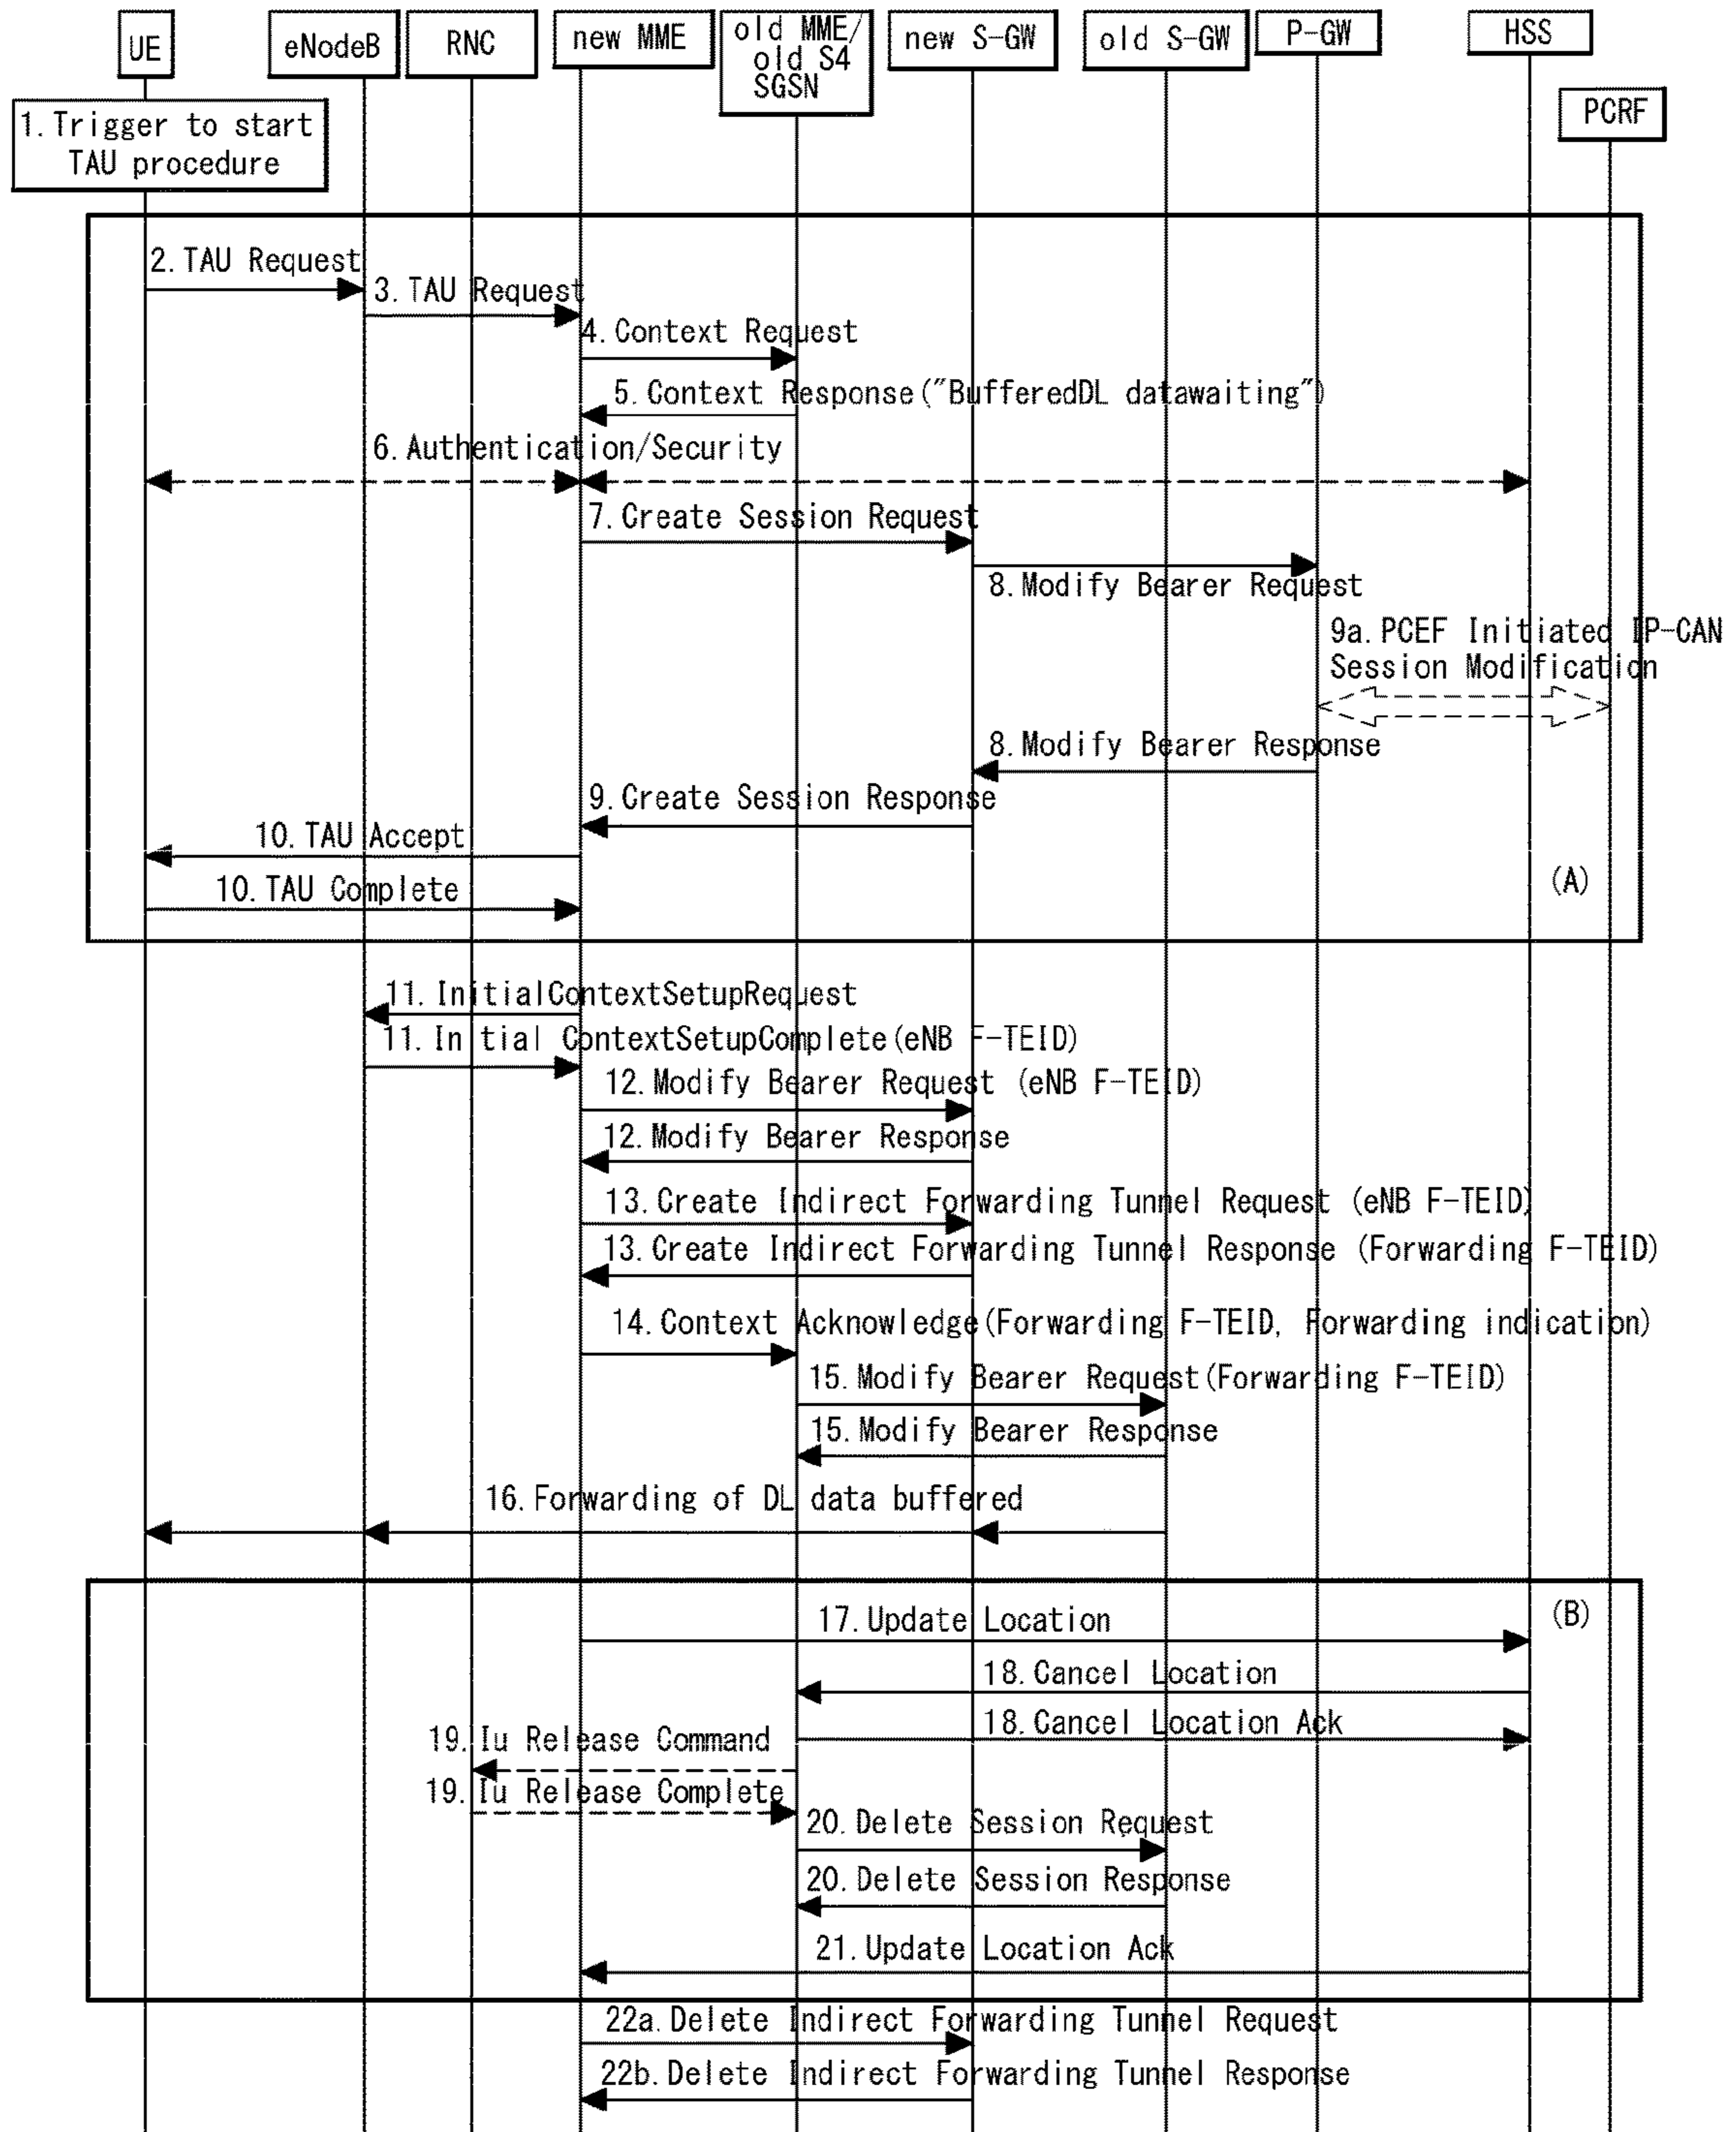 UE
eNodeB
RNC
new MME
old MME/
old S4
SGSN
new S-GW
old S-GW
P-GW
HSS
PCRF
1.Trigger to start
TAU procedure
2.TAU Request
3.TAU Request
4.Context Request
5.Context Response("BufferedDL datawaiting")
6.Authentication/Security
7.Create Session Request
8.Modify Bearer Request
9a.PCEF Initiated IP-CAN
Session Modification
8.Modify Bearer Response
9.Create Session Response
10.TAU Accept
(A)
10.TAU Complete
11.InitialContextSetupRequest
11.Initial ContextSetupComplete(eNB F-TEID)
12.Modify Bearer Request (eNB F-TEID)
12.Modify Bearer Response
13.Create Indirect Forwarding Tunnel Request (eNB F-TEID)
13.Create Indirect Forwarding Tunnel Response (Forwarding F-TEID)
14.Context Acknowledge(Forwarding F-TEID, Forwarding indication)
15.Modify Bearer Request(Forwarding F-TEID)
15.Modify Bearer Response
16.Forwarding of DL data buffered
(B)
17.Update Location
18.Cancel Location
18.Cancel Location Ack
19.Iu Release Command
19.Iu Release Complete
20.Delete Session Request
20.Delete Session Response
21.Update Location Ack
22a.Delete Indirect Forwarding Tunnel Request
22b.Delete Indirect Forwarding Tunnel Response